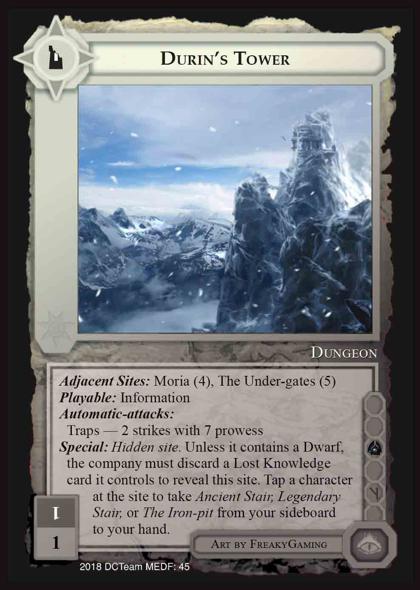 DURIN'S TOWER
DUNGEON
Adjacent Sites: Moria (4), The Under-gates (5)
Playable: Information
Automatic-attacks:
Traps — 2 strikes with 7 prowess
Special: Hidden site. Unless it contains a Dwarf,
the company must discard a Lost Knowledge
card it controls to reveal this site. Tap a character
at the site to take Ancient Stair, Legendary
Stair, or The Iron-pit from your sideboard
to your hand.
I
1
ART BY FREAKYGAMING
2018 DCTeam MEDF: 45